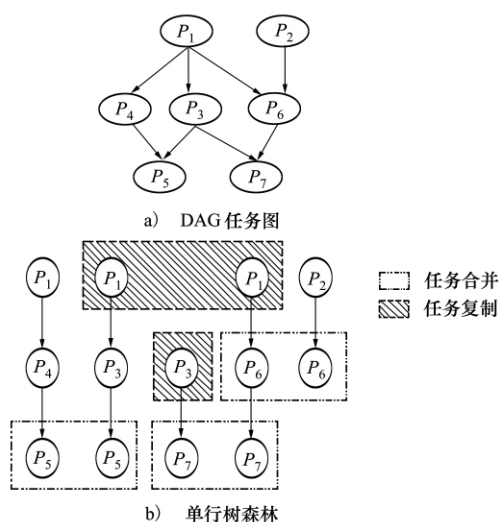 P1 P2
P4 P3 P6
P5 P7
a) DAG 任务图
P1 P1 P1 P2
任务合并
任务复制
P4 P3 P3 P6 P6
P5 P5 P7 P7
b) 单行树森林